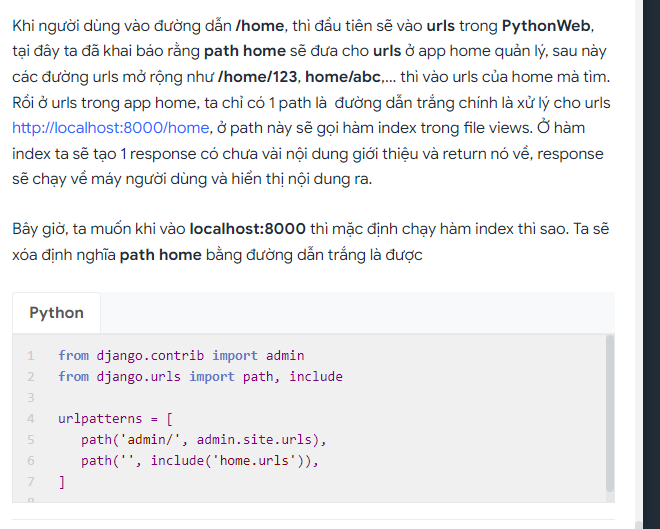 Khi người dùng vào đường dẫn /home, thì đầu tiên sẽ vào urls trong PythonWeb,
tại đây ta đã khai báo rằng path home sẽ đưa cho urls ở app home quản lý, sau này
các đường urls mở rộng như /home/123, home/abc,... thì vào urls của home mà tìm.
Rồi ở urls trong app home, ta chỉ có 1 path là đường dẫn trắng chính là xử lý cho urls
http://localhost:8000/home, ở path này sẽ gọi hàm index trong file views. Ở hàm
index ta sẽ tạo 1 response có chưa vài nội dung giới thiệu và return nó về, response
sẽ chạy về máy người dùng và hiển thị nội dung ra.
Bây giờ, ta muốn khi vào localhost:8000 thì mặc định chạy hàm index thì sao. Ta sẽ
xóa định nghĩa path home bằng đường dẫn trắng là được
Python
1 from django.contrib import admin
2 from django.urls import path, include
3
4 urlpatterns = [
5 path('admin/', admin.site.urls),
6 path('', include('home.urls')),
7 ]
8